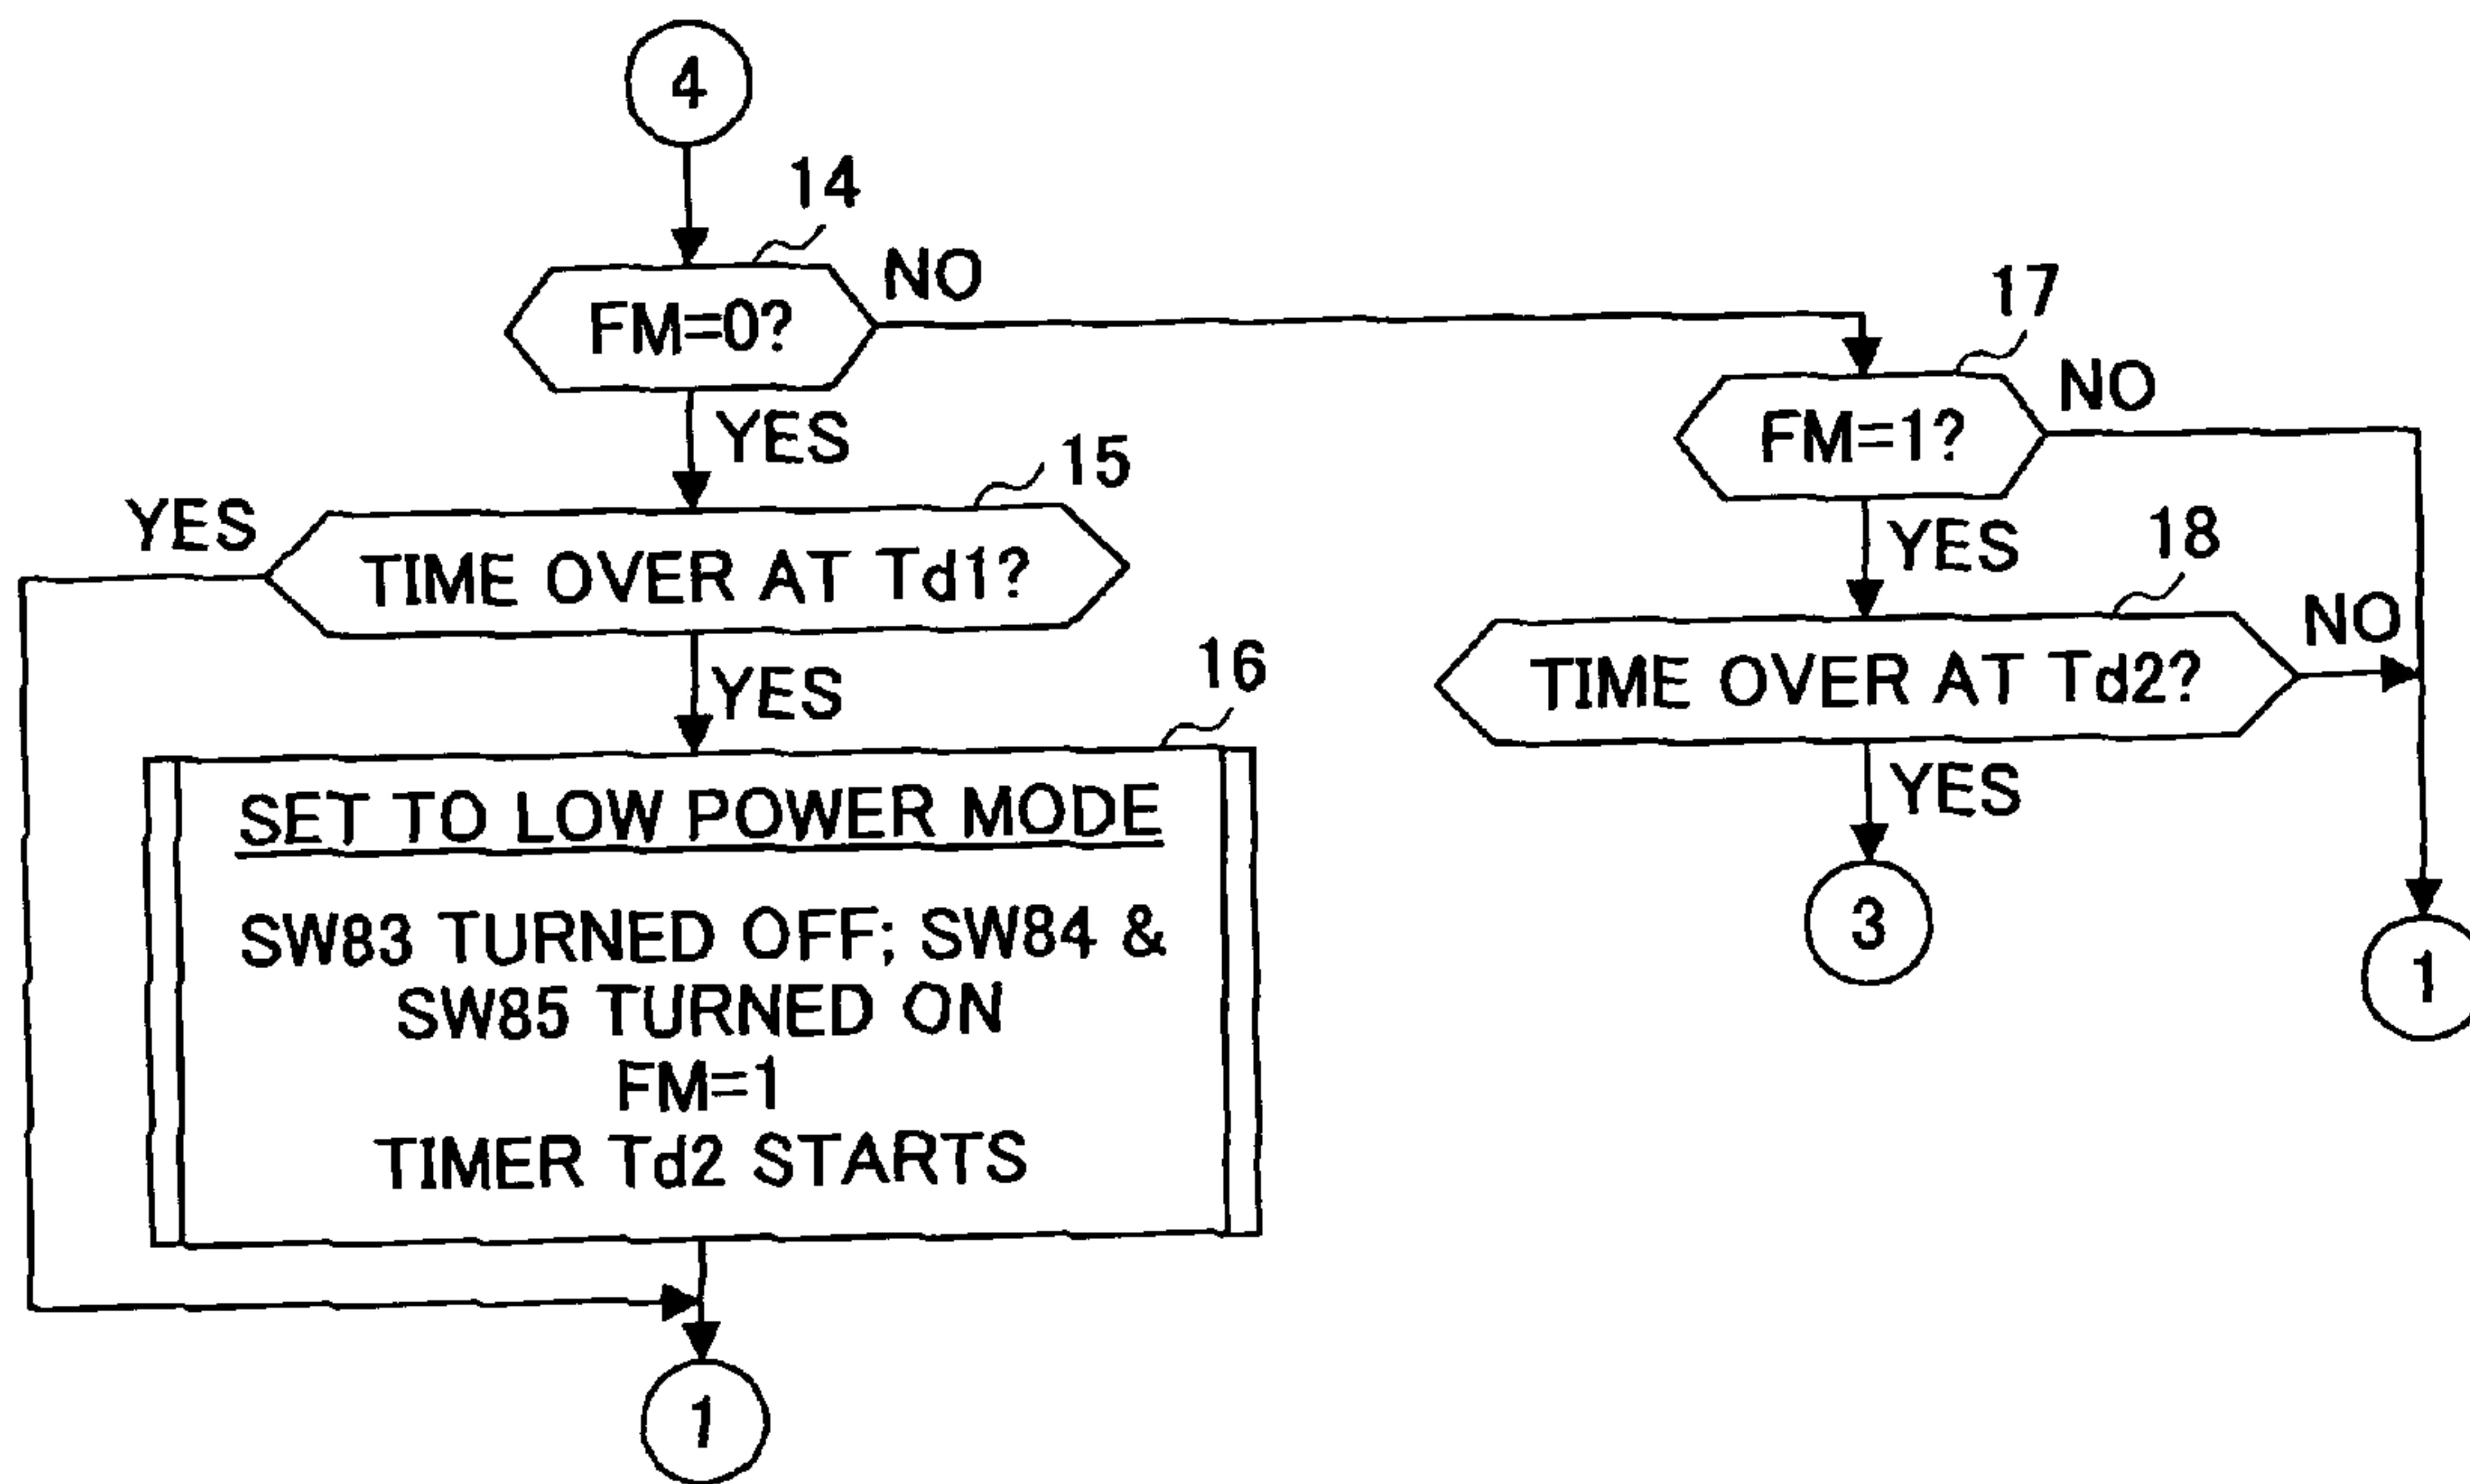 4
14
FM=0?
NO
YES
17
FM=1?
NO
YES
15
YES
TIME OVER AT Td1?
YES
18
TIME OVER AT Td2?
NO
YES
16
SET TO LOW POWER MODE
SW83 TURNED OFF; SW84 &
SW85 TURNED ON
FM=1
TIMER Td2 STARTS
3
1
1